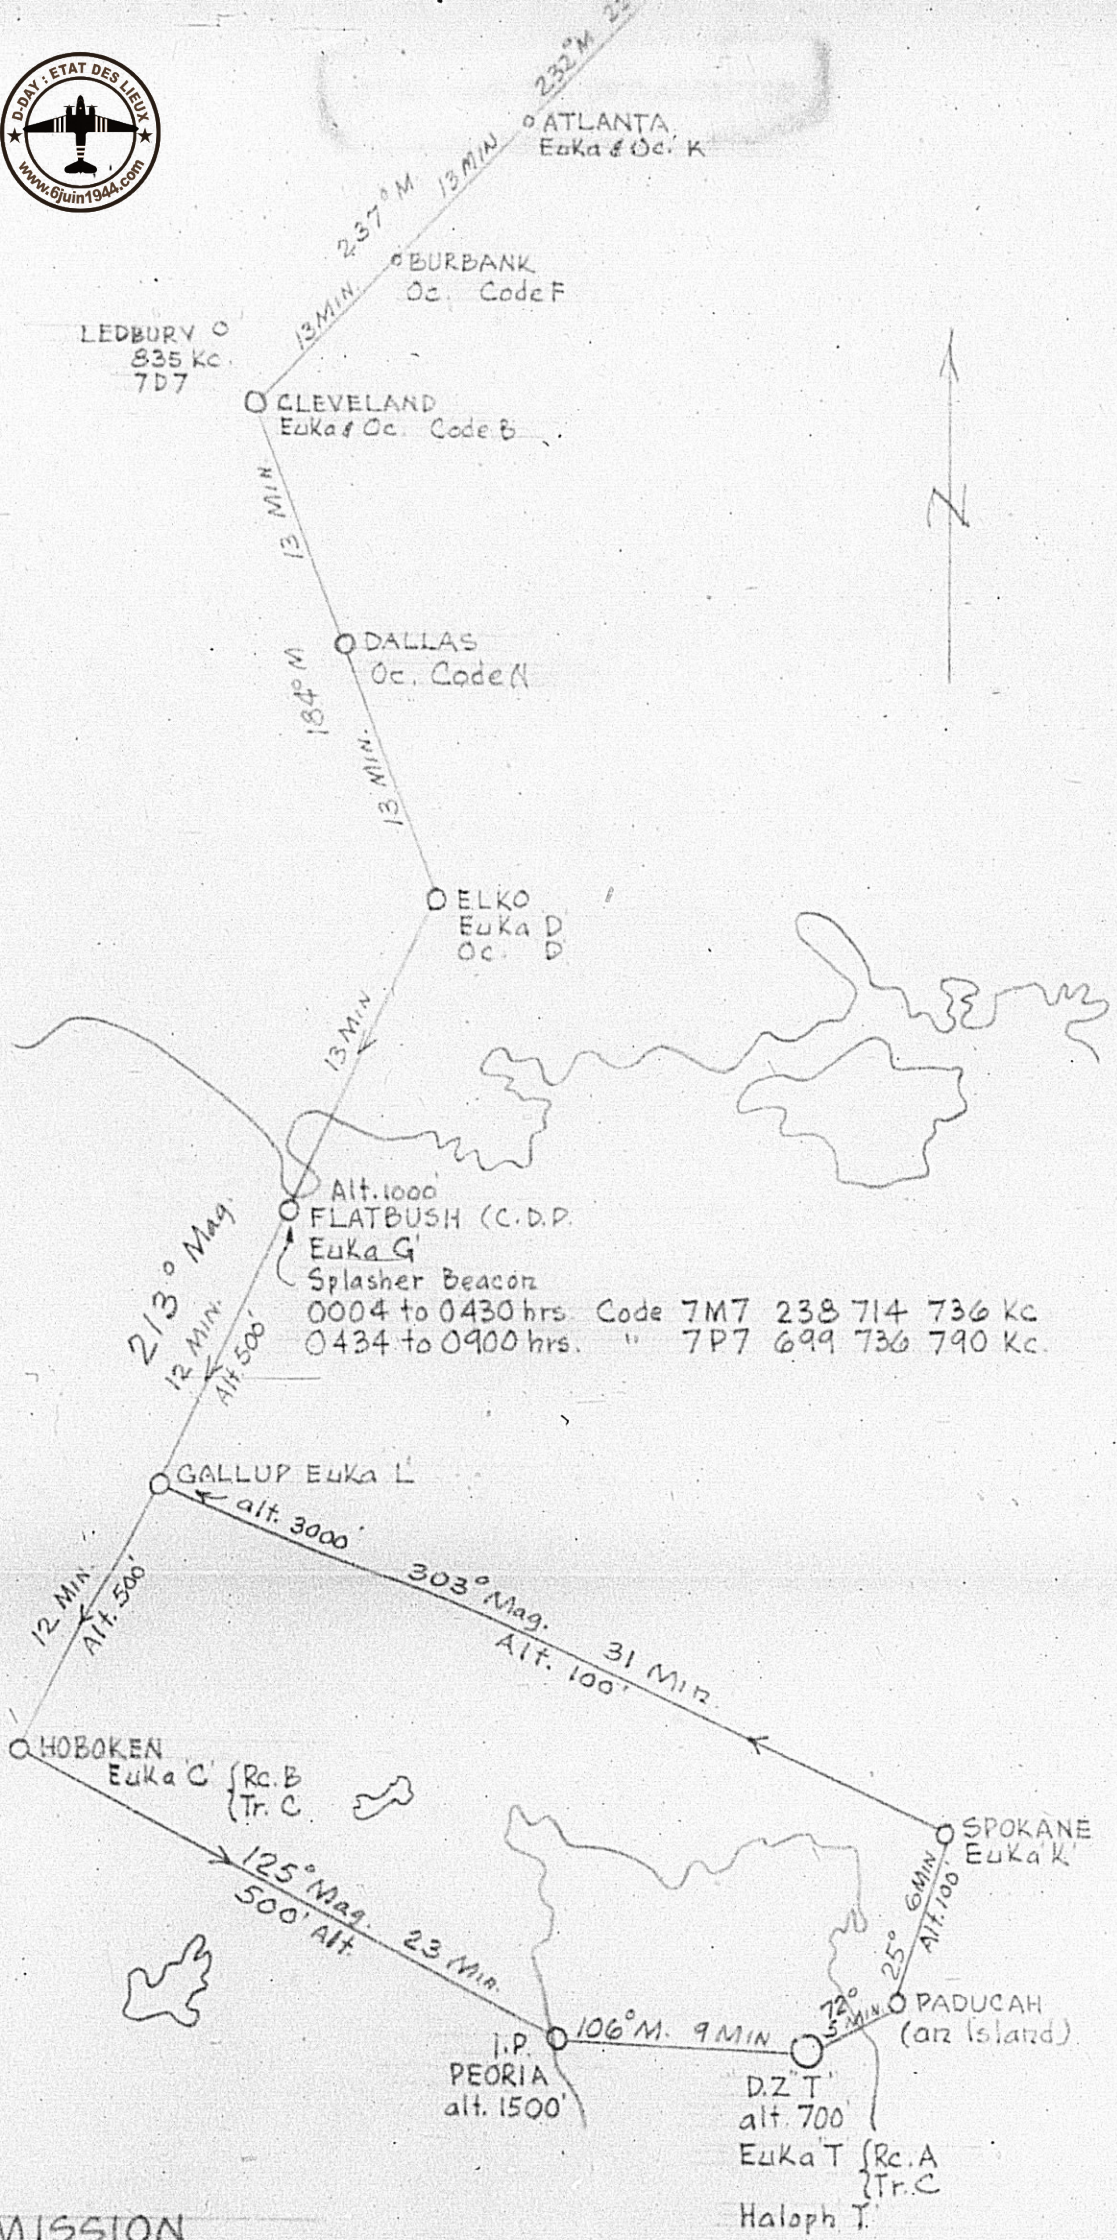 D-DAY : ETAT DES LIEUX
www.6juin1944.com
232° M
ATLANTA
Euka & Oc. K
13 MIN
237° M
BURBANK
Oc. Code F
13 MIN.
LEDBURY
835 Kc.
7D7
CLEVELAND
Euka & Oc. Code B
13 MIN
DALLAS
Oc. Code N
184° M
13 MIN.
ELKO
Euka D
Oc. D
N
13 MIN
Alt. 1000'
FLATBUSH (C.D.P.
Euka G'
Splasher Beacon
0004 to 0430 hrs. Code 7M7 238 714 736 Kc
0434 to 0900 hrs. " 7P7 699 736 790 Kc.
213° Mag.
12 MIN.
Alt. 500'
GALLUP Euka L'
alt. 3000'
303° Mag. 31 Min.
Alt. 100'
12 MIN.
Alt. 500'
HOBOKEN
Euka 'C' {Rc. B
{Tr. C
125° Mag. 23 Min.
500' Alt.
SPOKANE
Euka 'K'
25° 6 MIN
Alt. 100'
PADUCAH
(an Island)
72°
5 MIN.
106° M. 9 MIN
I.P.
PEORIA
alt. 1500'
D.Z "T"
alt. 700'
Euka 'T' {Rc. A
{Tr. C
Haloph T.
MISSION